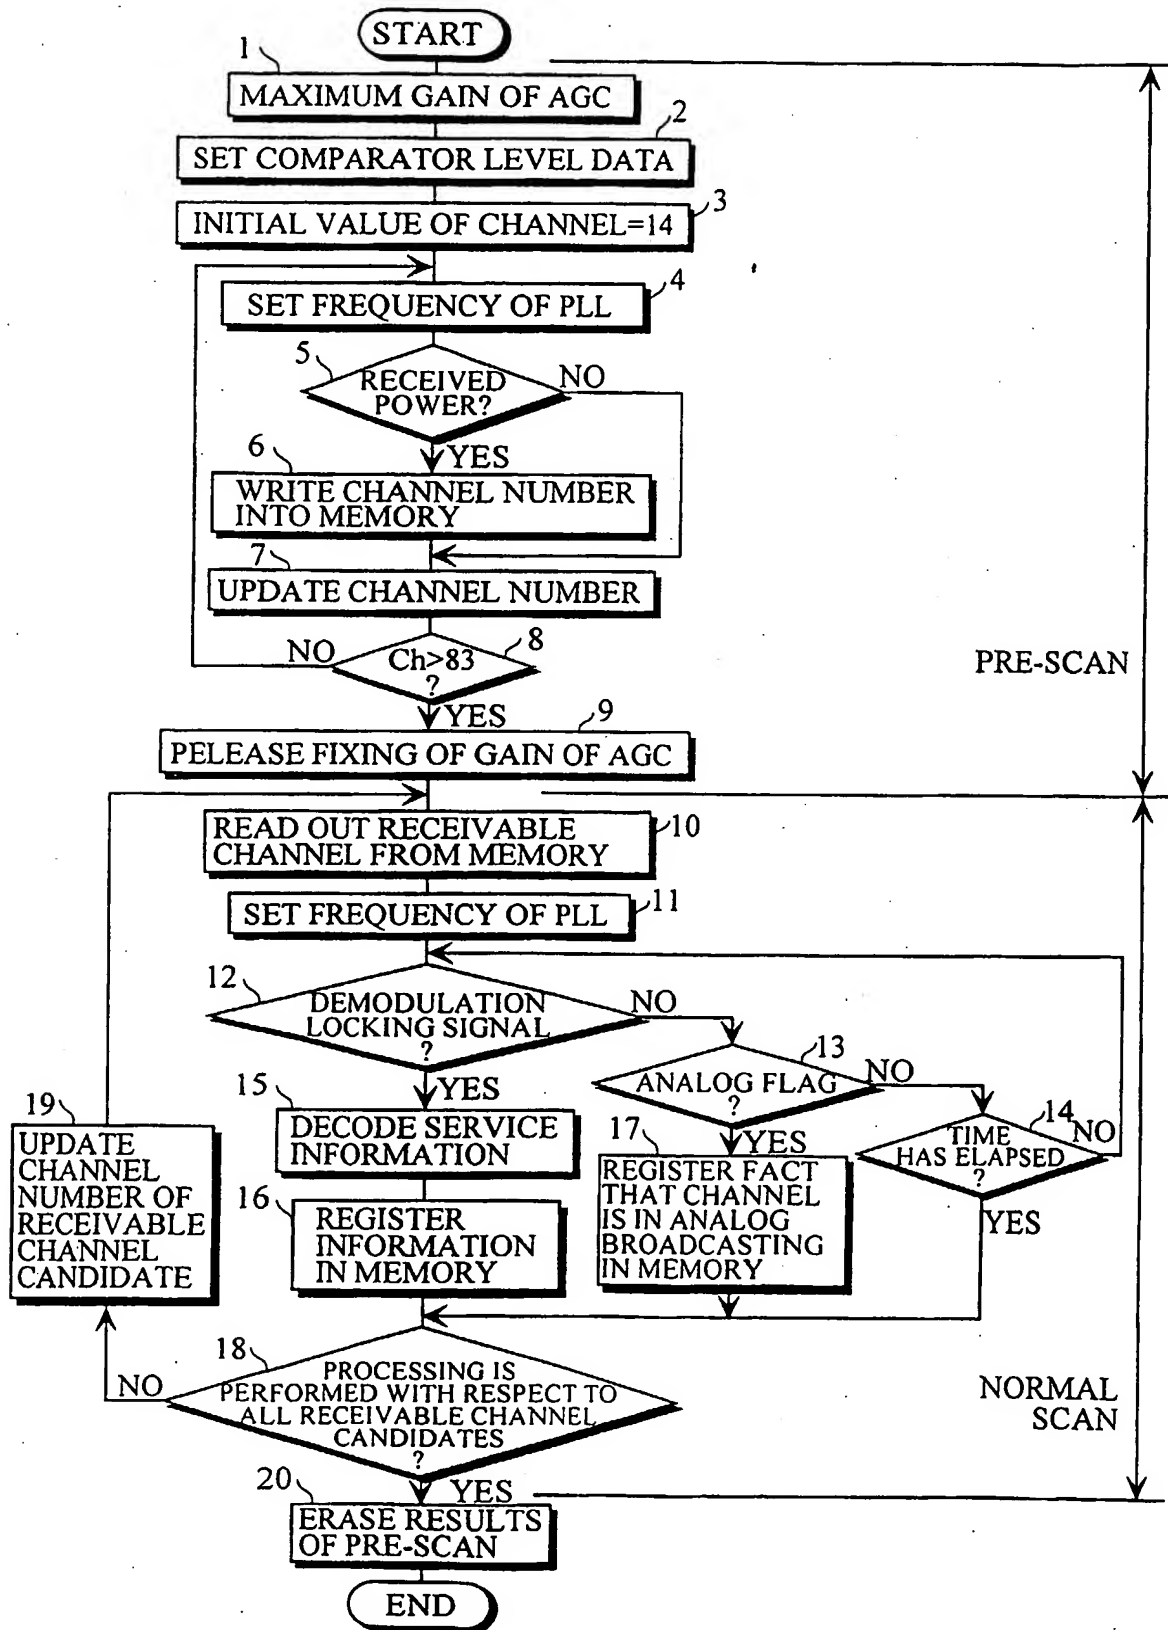 START
1
MAXIMUM GAIN OF AGC
2
SET COMPARATOR LEVEL DATA
3
INITIAL VALUE OF CHANNEL=14
4
SET FREQUENCY OF PLL
5
RECEIVED
POWER?
NO
YES
6
WRITE CHANNEL NUMBER
INTO MEMORY
7
UPDATE CHANNEL NUMBER
8
NO
Ch>83
?
YES
PRE-SCAN
9
PELEASE FIXING OF GAIN OF AGC
10
READ OUT RECEIVABLE
CHANNEL FROM MEMORY
11
SET FREQUENCY OF PLL
12
DEMODULATION
LOCKING SIGNAL
?
NO
YES
13
ANALOG FLAG
?
NO
YES
14
TIME
HAS ELAPSED
?
NO
YES
15
DECODE SERVICE
INFORMATION
16
REGISTER
INFORMATION
IN MEMORY
17
REGISTER FACT
THAT CHANNEL
IS IN ANALOG
BROADCASTING
IN MEMORY
19
UPDATE
CHANNEL
NUMBER OF
RECEIVABLE
CHANNEL
CANDIDATE
18
NO
PROCESSING IS
PERFORMED WITH RESPECT TO
ALL RECEIVABLE CHANNEL
CANDIDATES
?
YES
NORMAL
SCAN
20
ERASE RESULTS
OF PRE-SCAN
END